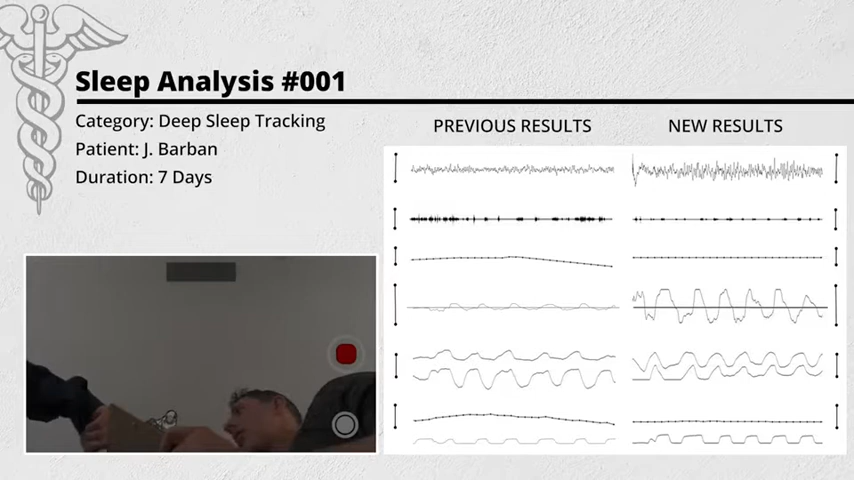 Sleep Analysis #001
Category: Deep Sleep Tracking
Patient: J. Barban
Duration: 7 Days
PREVIOUS RESULTS
NEW RESULTS